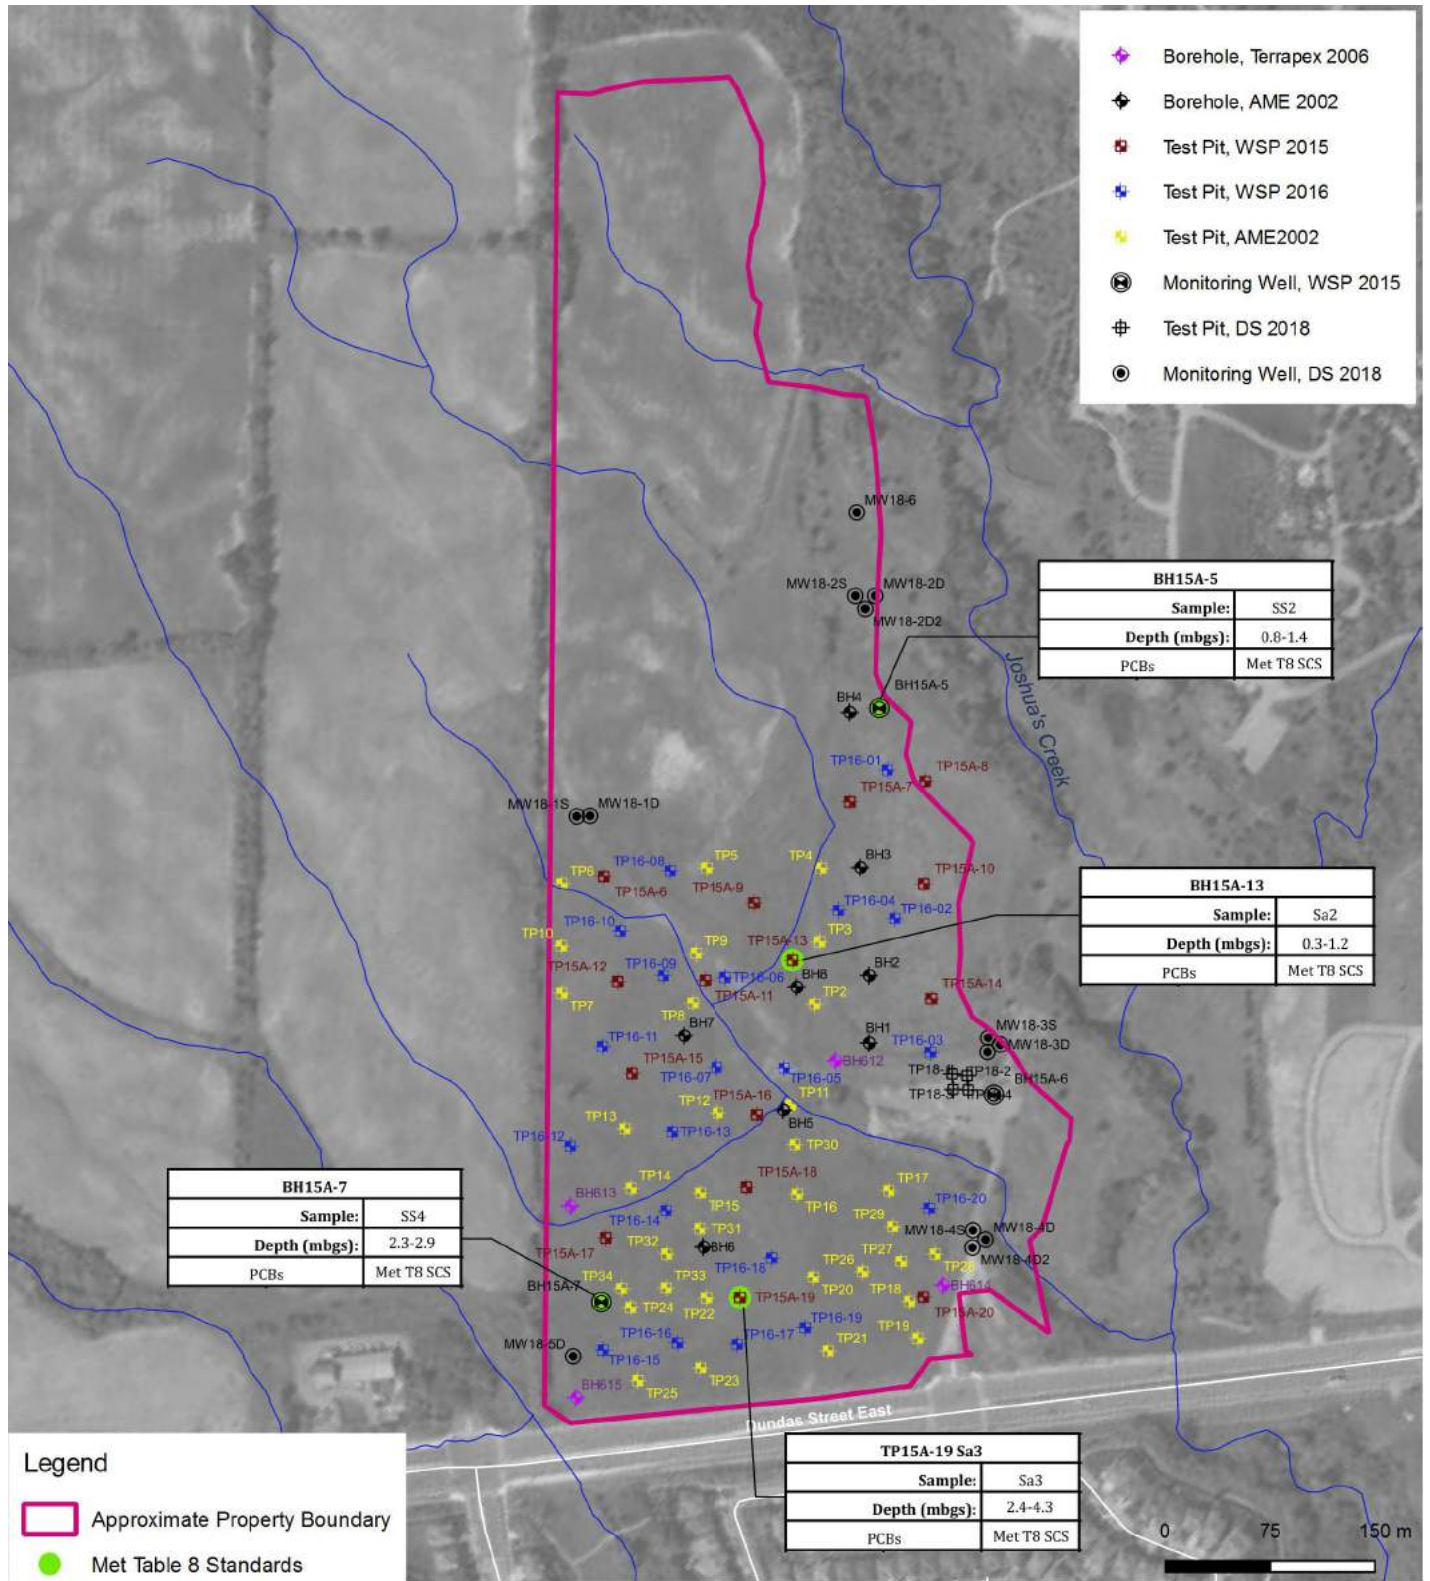 Borehole, Terrapex 2006
Borehole, AME 2002
Test Pit, WSP 2015
Test Pit, WSP 2016
Test Pit, AME2002
Monitoring Well, WSP 2015
Test Pit, DS 2018
Monitoring Well, DS 2018
MW18-6
MW18-2S
MW18-2D
MW18-2D2
BH15A-5
Sample: SS2
Depth (mbgs): 0.8-1.4
PCBs Met T8 SCS
Joshua's Creek
BH4
BH15A-5
TP16-01
TP15A-8
TP15A-7
MW18-1S
MW18-1D
TP6
TP16-08
TP5
TP4
BH3
TP15A-6
TP15A-9
TP15A-10
BH15A-13
Sample: Sa2
Depth (mbgs): 0.3-1.2
PCBs Met T8 SCS
TP16-04
TP16-02
TP16-10
TP10
TP9
TP15A-13
TP3
TP15A-12
TP16-09
TP16-06
BH8
BH2
TP7
TP8
TP15A-11
TP2
TP15A-14
BH7
BH1
MW18-3S
TP16-11
TP16-03
MW18-3D
TP15A-15
TP16-07
TP16-05
BH612
TP18-2
TP18-3
BH15A-6
TP12
TP15A-16
TP11
BH5
TP13
TP16-12
TP16-13
TP30
BH15A-7
Sample: SS4
Depth (mbgs): 2.3-2.9
PCBs Met T8 SCS
TP14
TP15A-18
TP17
BH613
TP15
TP16
TP16-20
TP16-14
TP31
TP29
MW18-4S
MW18-4D
TP15A-17
TP32
BH6
TP16-18
TP26
TP27
TP28
MW18-4D2
BH15A-7
TP34
TP33
TP20
TP18
BH614
TP24
TP22
TP15A-19
TP15A-20
TP16-19
TP19
MW18-5D
TP16-16
TP16-17
TP21
TP16-15
BH615
TP25
TP23
Dundas Street East
TP15A-19 Sa3
Sample: Sa3
Depth (mbgs): 2.4-4.3
PCBs Met T8 SCS
Legend
Approximate Property Boundary
Met Table 8 Standards
0 75 150 m